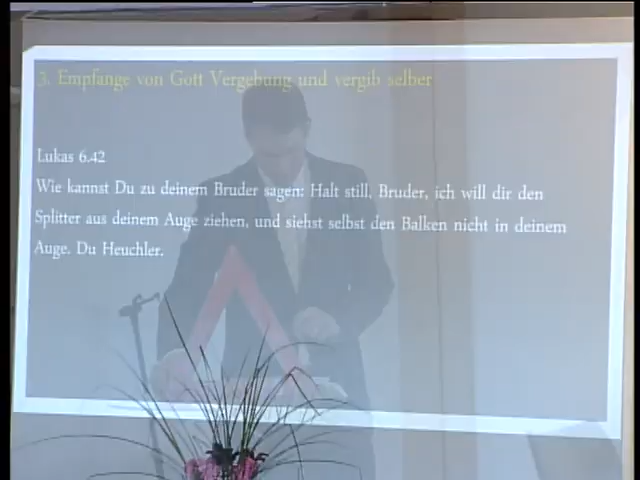 3. Empfange von Gott Vergebung und vergib selber
Lukas 6.42
Wie kannst Du zu deinem Bruder sagen: Halt still, Bruder, ich will dir den
Splitter aus deinem Auge ziehen, und siehst selbst den Balken nicht in deinem
Auge. Du Heuchler.